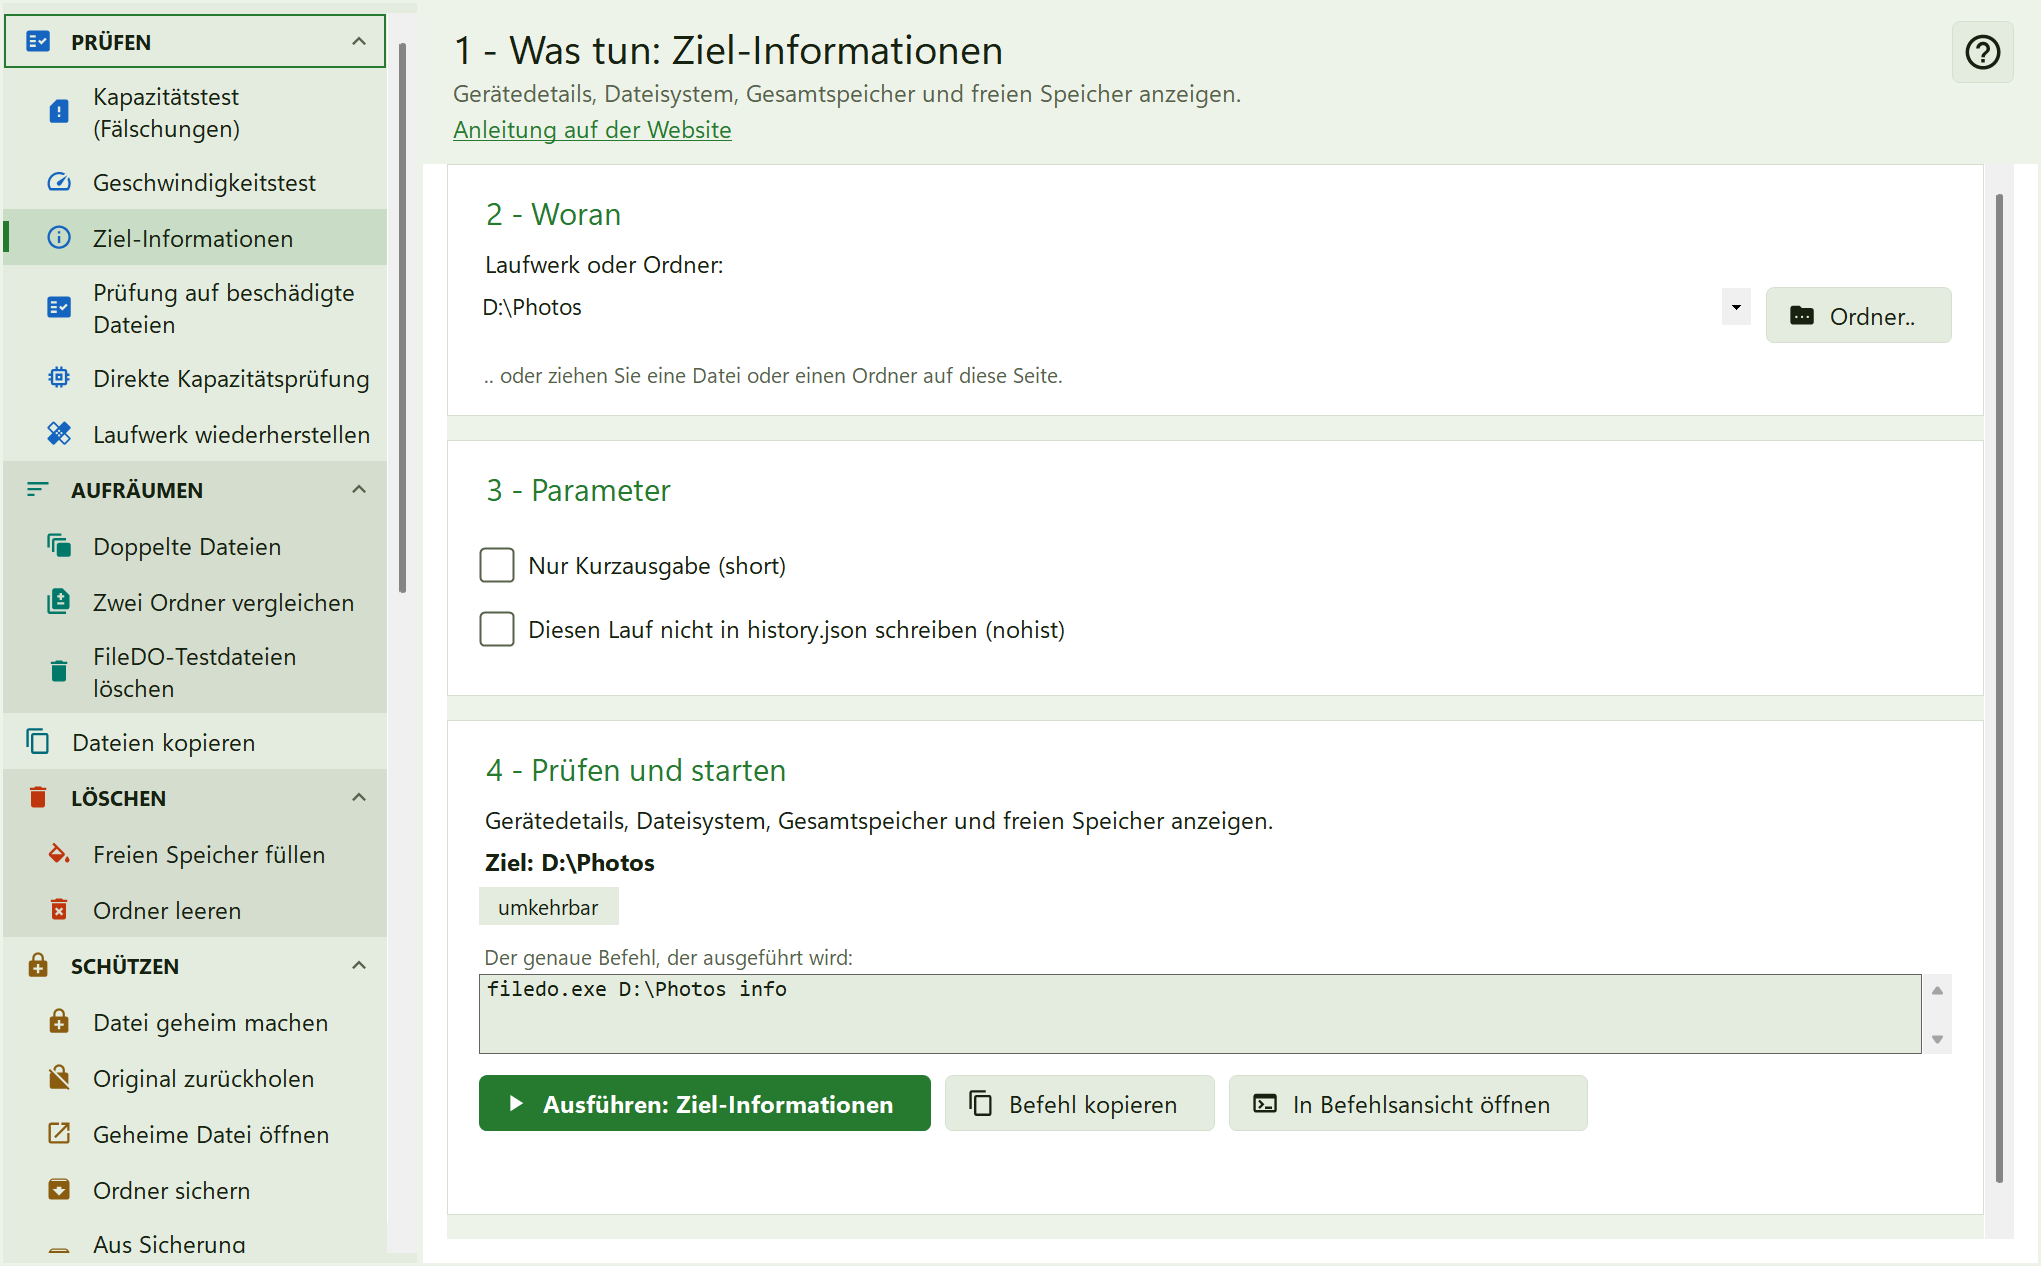 PRÜFEN
Kapazitätstest
(Fälschungen)
Geschwindigkeitstest
Ziel-Informationen
Prüfung auf beschädigte
Dateien
Direkte Kapazitätsprüfung
Laufwerk wiederherstellen
AUFRÄUMEN
Doppelte Dateien
Zwei Ordner vergleichen
FileDO-Testdateien
löschen
Dateien kopieren
LÖSCHEN
Freien Speicher füllen
Ordner leeren
SCHÜTZEN
Datei geheim machen
Original zurückholen
Geheime Datei öffnen
Ordner sichern
Aus Sicherung
1 - Was tun: Ziel-Informationen
Gerätedetails, Dateisystem, Gesamtspeicher und freien Speicher anzeigen.
Anleitung auf der Website
2 - Woran
Laufwerk oder Ordner:
D:\Photos
Ordner..
.. oder ziehen Sie eine Datei oder einen Ordner auf diese Seite.
3 - Parameter
Nur Kurzausgabe (short)
Diesen Lauf nicht in history.json schreiben (nohist)
4 - Prüfen und starten
Gerätedetails, Dateisystem, Gesamtspeicher und freien Speicher anzeigen.
Ziel: D:\Photos
umkehrbar
Der genaue Befehl, der ausgeführt wird:
filedo.exe D:\Photos info
Ausführen: Ziel-Informationen
Befehl kopieren
In Befehlsansicht öffnen